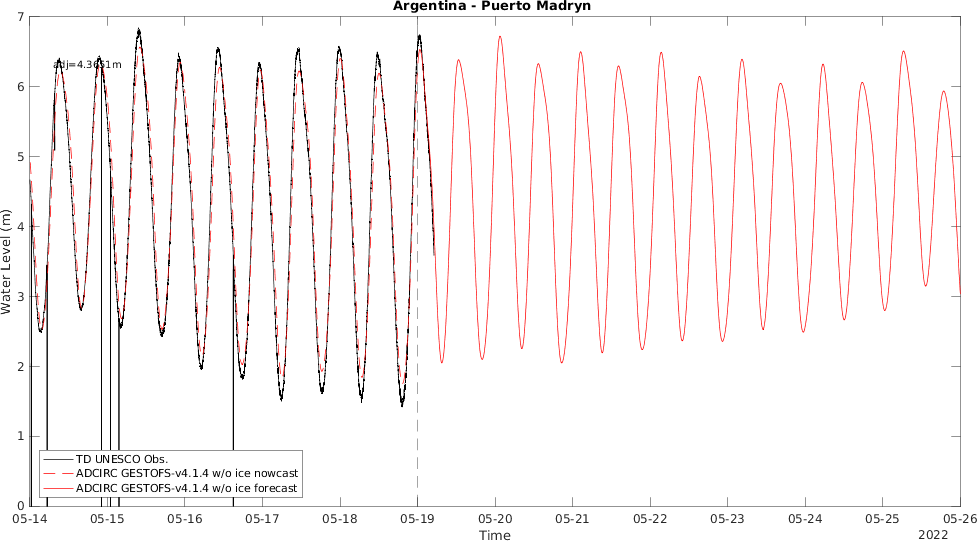 Argentina - Puerto Madryn
7
adj=4.3651m
6
5
4
3
2
1
0
Water Level (m)
TD UNESCO Obs.
ADCIRC GESTOFS-v4.1.4 w/o ice nowcast
ADCIRC GESTOFS-v4.1.4 w/o ice forecast
05-14 05-15 05-16 05-17 05-18 05-19 05-20 05-21 05-22 05-23 05-24 05-25 05-26
Time
2022